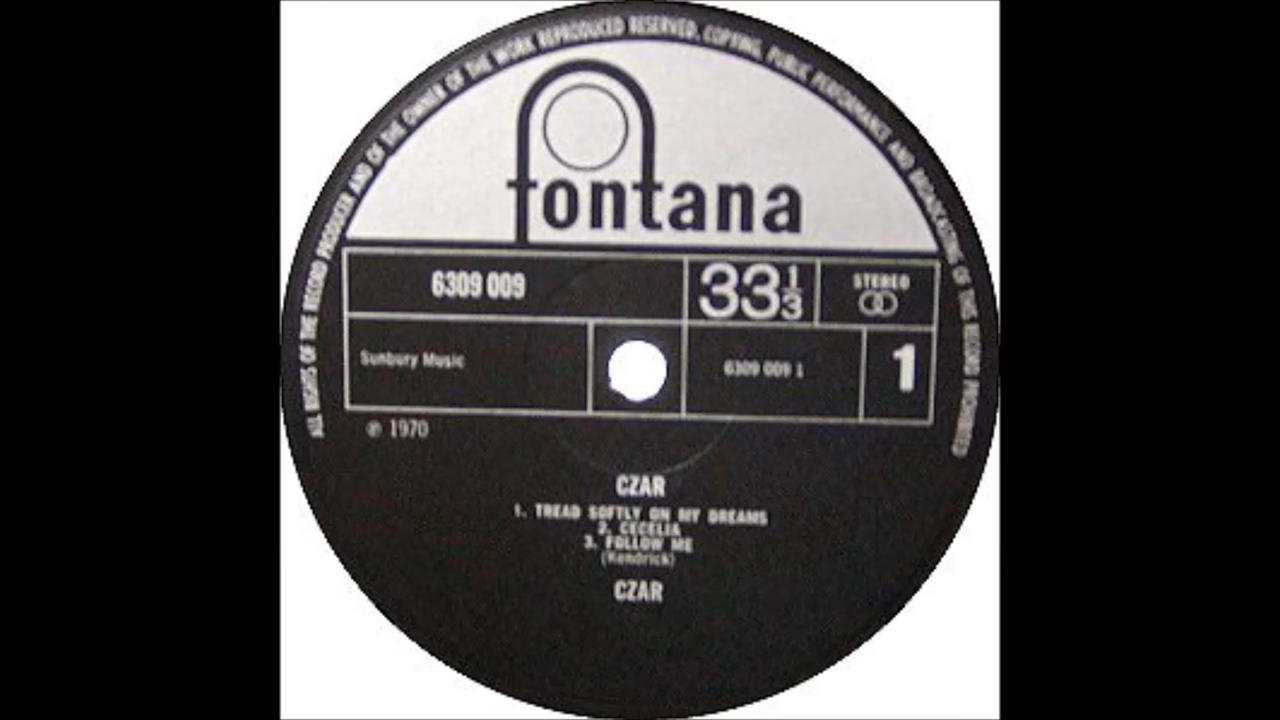 ALL RIGHTS OF THE RECORD PRODUCER AND OF THE OWNER OF THE WORK REPRODUCED RESERVED. COPYING, PUBLIC PERFORMANCE AND BROADCASTING OF THIS RECORD PROHIBITED
fontana
6309 009
33 1/3
STEREO
Sunbury Music
6309 009 1
1
℗ 1970
CZAR
1. TREAD SOFTLY ON MY DREAMS
2. CECELIA
3. FOLLOW ME
(Kendrick)
CZAR